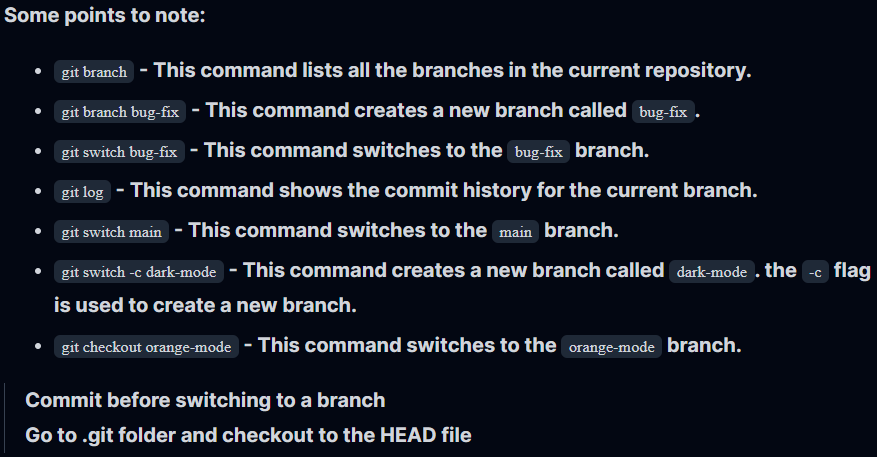 Some points to note:
• git branch - This command lists all the branches in the current repository.
• git branch bug-fix - This command creates a new branch called bug-fix .
• git switch bug-fix - This command switches to the bug-fix branch.
• git log - This command shows the commit history for the current branch.
• git switch main - This command switches to the main branch.
• git switch -c dark-mode - This command creates a new branch called dark-mode . the -c flag
is used to create a new branch.
• git checkout orange-mode - This command switches to the orange-mode branch.
Commit before switching to a branch
Go to .git folder and checkout to the HEAD file